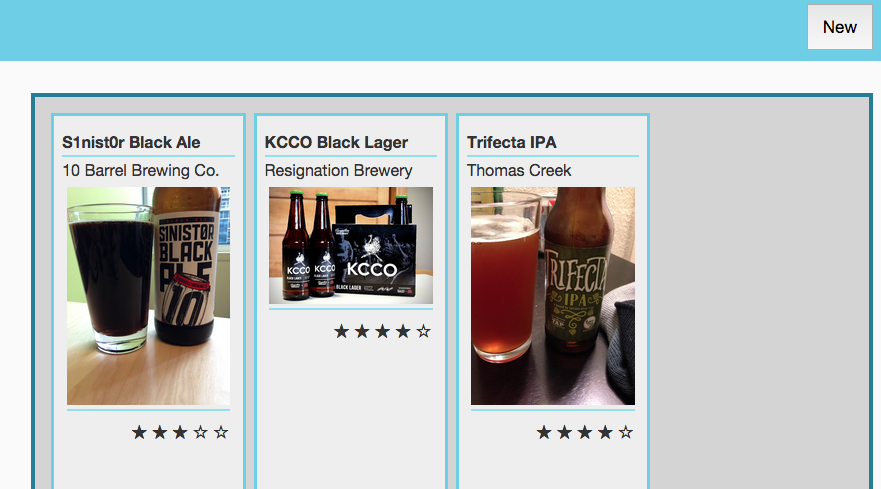 New
S1nist0r Black Ale
10 Barrel Brewing Co.
SINISTØR
BLACK
ALE
10
★★★☆☆
KCCO Black Lager
Resignation Brewery
KCCO
KCCO
KCCO
BLACK LAGER
★★★★☆
Trifecta IPA
Thomas Creek
TRIFECTA
IPA
★★★★☆